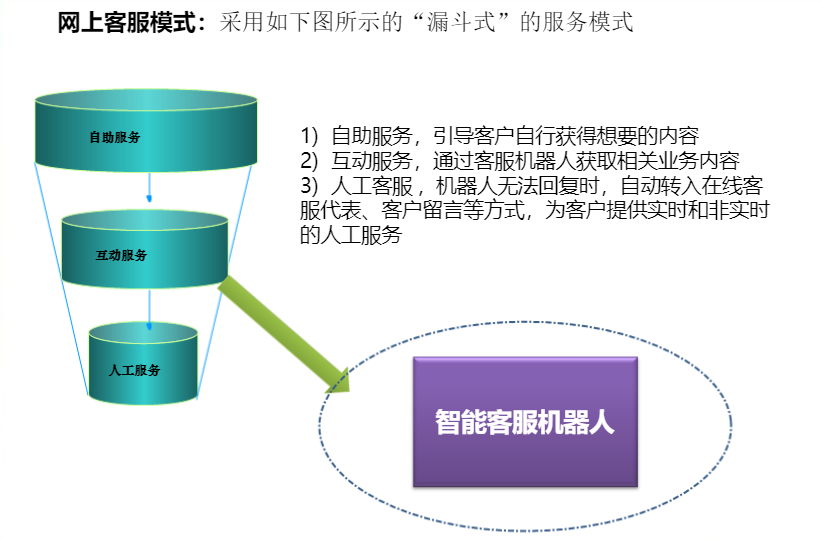 网上客服模式：采用如下图所示的“漏斗式”的服务模式
自助服务
1）自助服务，引导客户自行获得想要的内容
2）互动服务，通过客服机器人获取相关业务内容
3）人工客服，机器人无法回复时，自动转入在线客
服代表、客户留言等方式，为客户提供实时和非实时
的人工服务
互动服务
人工服务
智能客服机器人